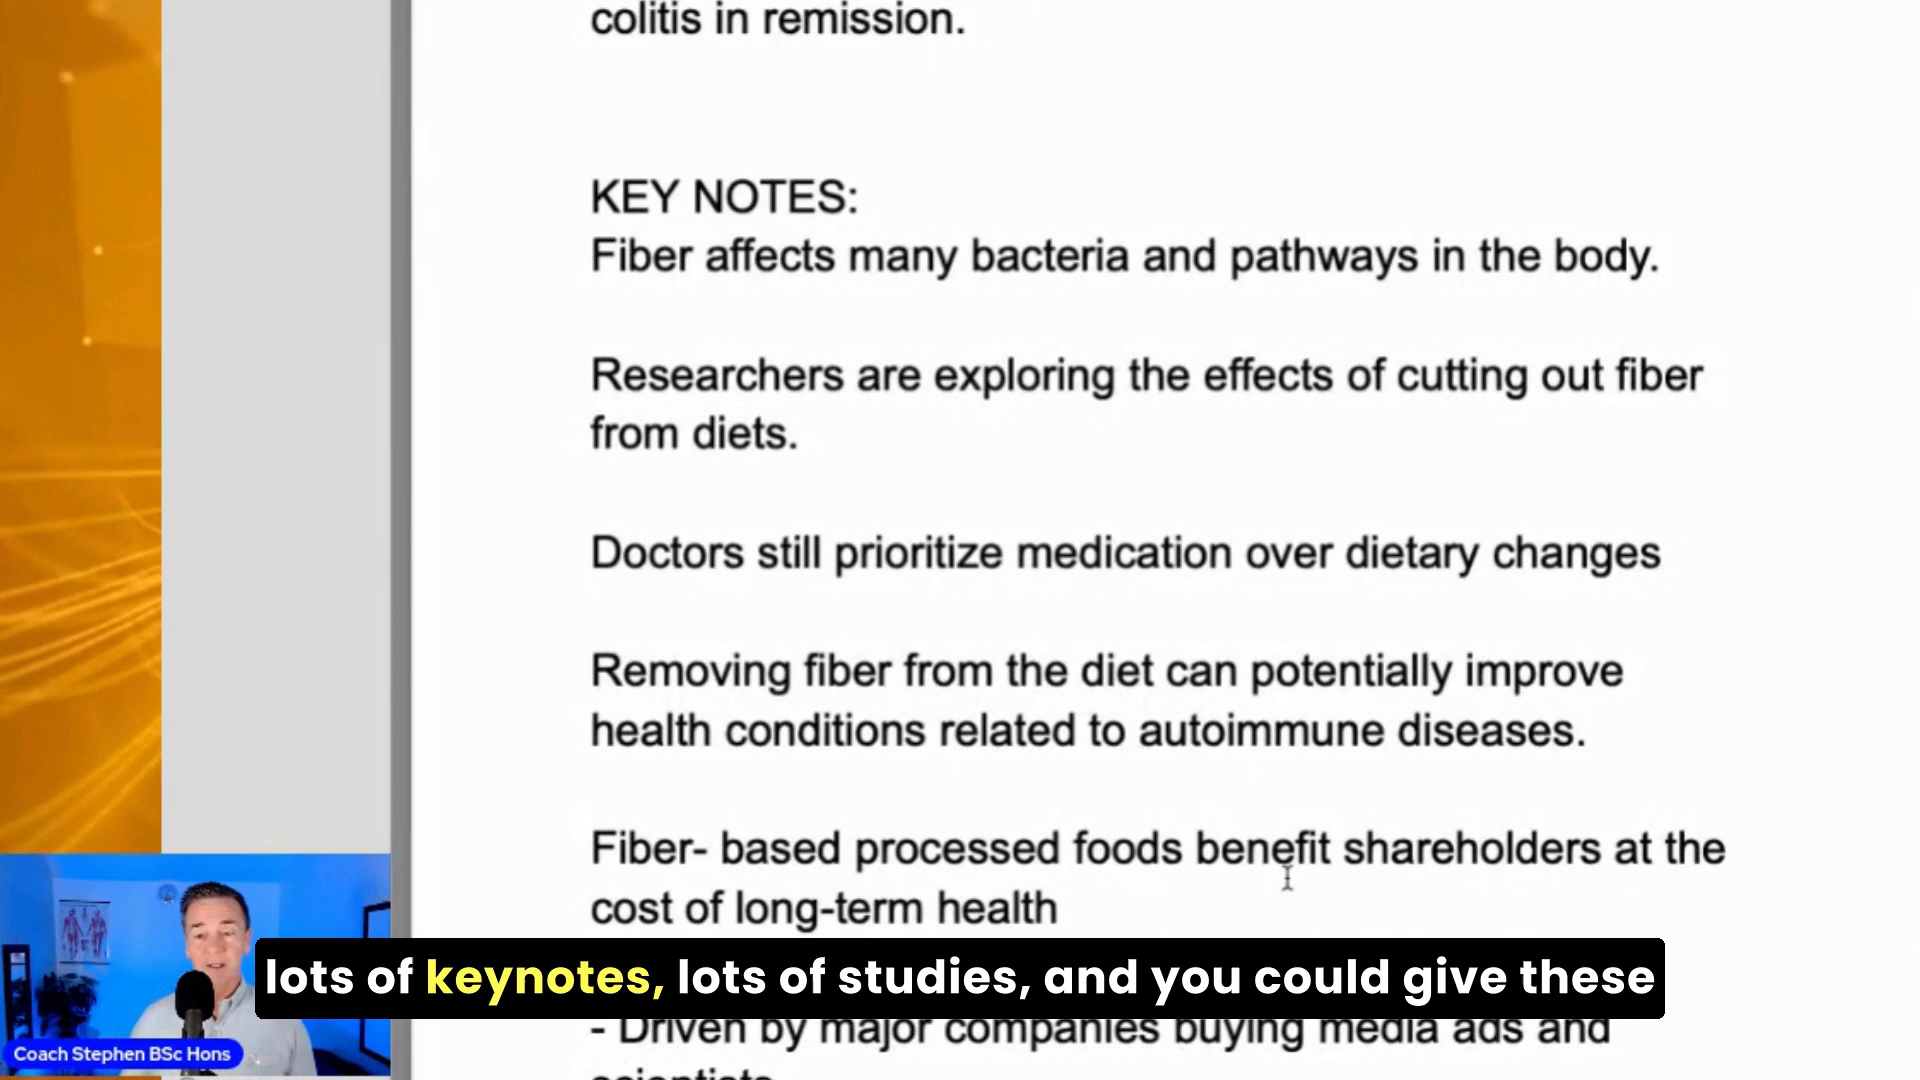 colitis in remission.
KEY NOTES:
Fiber affects many bacteria and pathways in the body.
Researchers are exploring the effects of cutting out fiber
from diets.
Doctors still prioritize medication over dietary changes
Removing fiber from the diet can potentially improve
health conditions related to autoimmune diseases.
Fiber- based processed foods benefit shareholders at the
cost of long-term health
lots of keynotes, lots of studies, and you could give these
- Driven by major companies buying media ads and
scientists
Coach Stephen BSc Hons